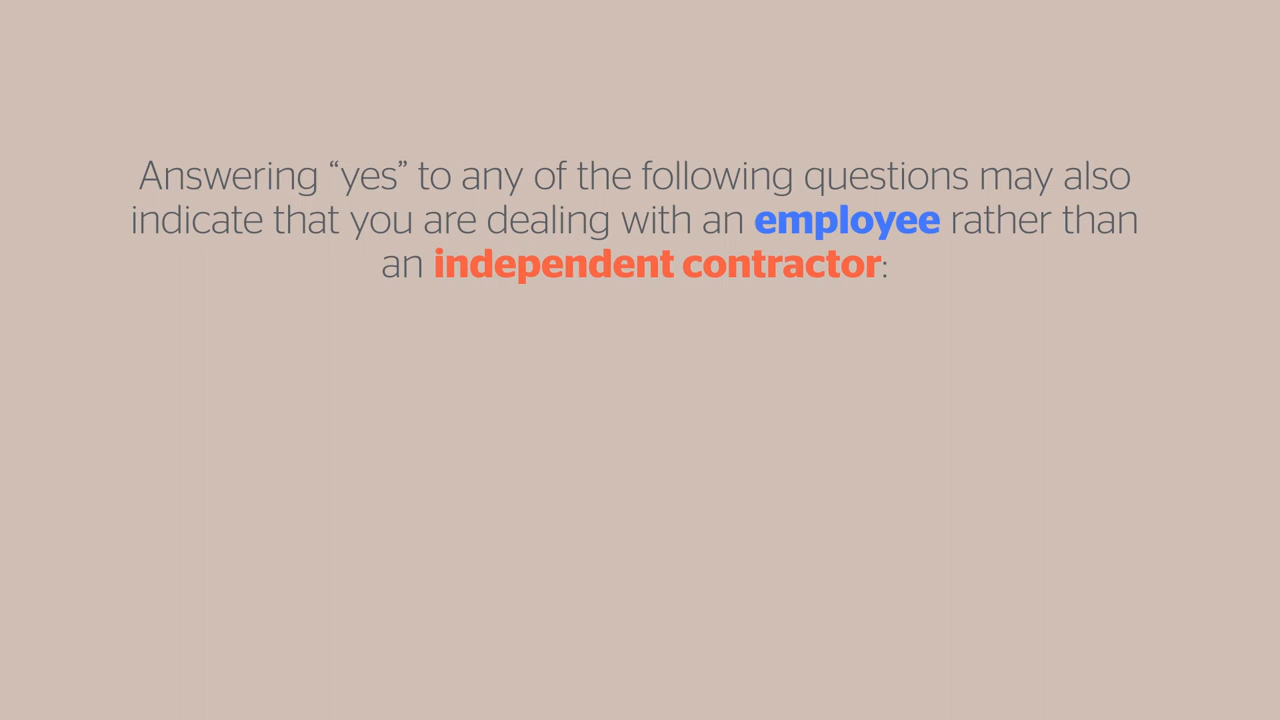 Answering “yes” to any of the following questions may also
indicate that you are dealing with an employee rather than
an independent contractor: